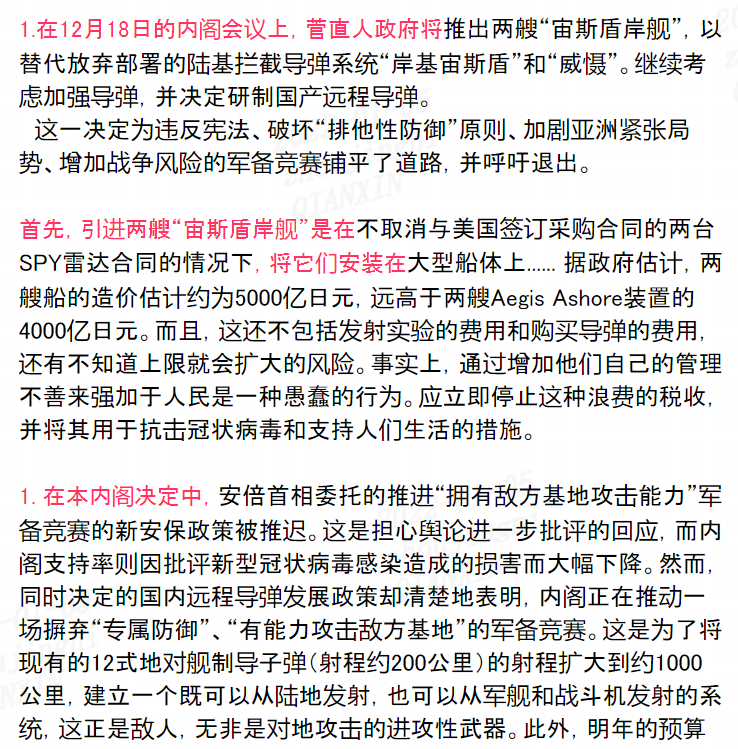 1.在12月18日的内阁会议上，菅直人政府将推出两艘“宙斯盾岸舰”，以
替代放弃部署的陆基拦截导弹系统“岸基宙斯盾”和“威慑”。继续考
虑加强导弹，并决定研制国产远程导弹。
这一决定为违反宪法、破坏“排他性防御”原则、加剧亚洲紧张局
势、增加战争风险的军备竞赛铺平了道路，并呼吁退出。
首先，引进两艘“宙斯盾岸舰”是在不取消与美国签订采购合同的两台
SPY雷达合同的情况下，将它们安装在大型船体上...... 据政府估计，两
艘船的造价估计约为5000亿日元，远高于两艘Aegis Ashore装置的
4000亿日元。而且，这还不包括发射实验的费用和购买导弹的费用，
还有不知道上限就会扩大的风险。事实上，通过增加他们自己的管理
不善来强加于人民是一种愚蠢的行为。应立即停止这种浪费的税收，
并将其用于抗击冠状病毒和支持人们生活的措施。
1. 在本内阁决定中，安倍首相委托的推进“拥有敌方基地攻击能力”军
备竞赛的新安保政策被推迟。这是担心舆论进一步批评的回应，而内
阁支持率则因批评新型冠状病毒感染造成的损害而大幅下降。然而，
同时决定的国内远程导弹发展政策却清楚地表明，内阁正在推动一
场摒弃“专属防御”、“有能力攻击敌方基地”的军备竞赛。这是为了将
现有的12式地对舰制导子弹（射程约200公里）的射程扩大到约1000
公里，建立一个既可以从陆地发射，也可以从军舰和战斗机发射的系
统，这正是敌人，无非是对地攻击的进攻性武器。此外，明年的预算
QIANXIN